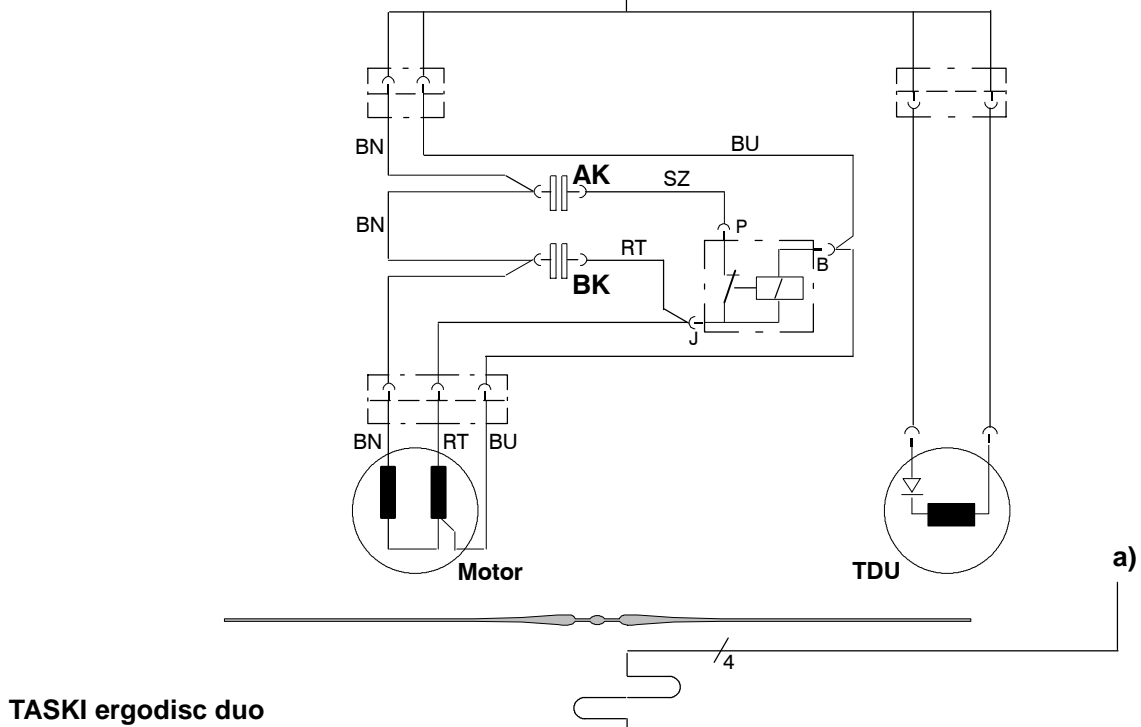 BN
BU
AK
SZ
P
BN
RT
B
BK
J
BN
RT
BU
Motor
TDU
a)
4
TASKI ergodisc duo